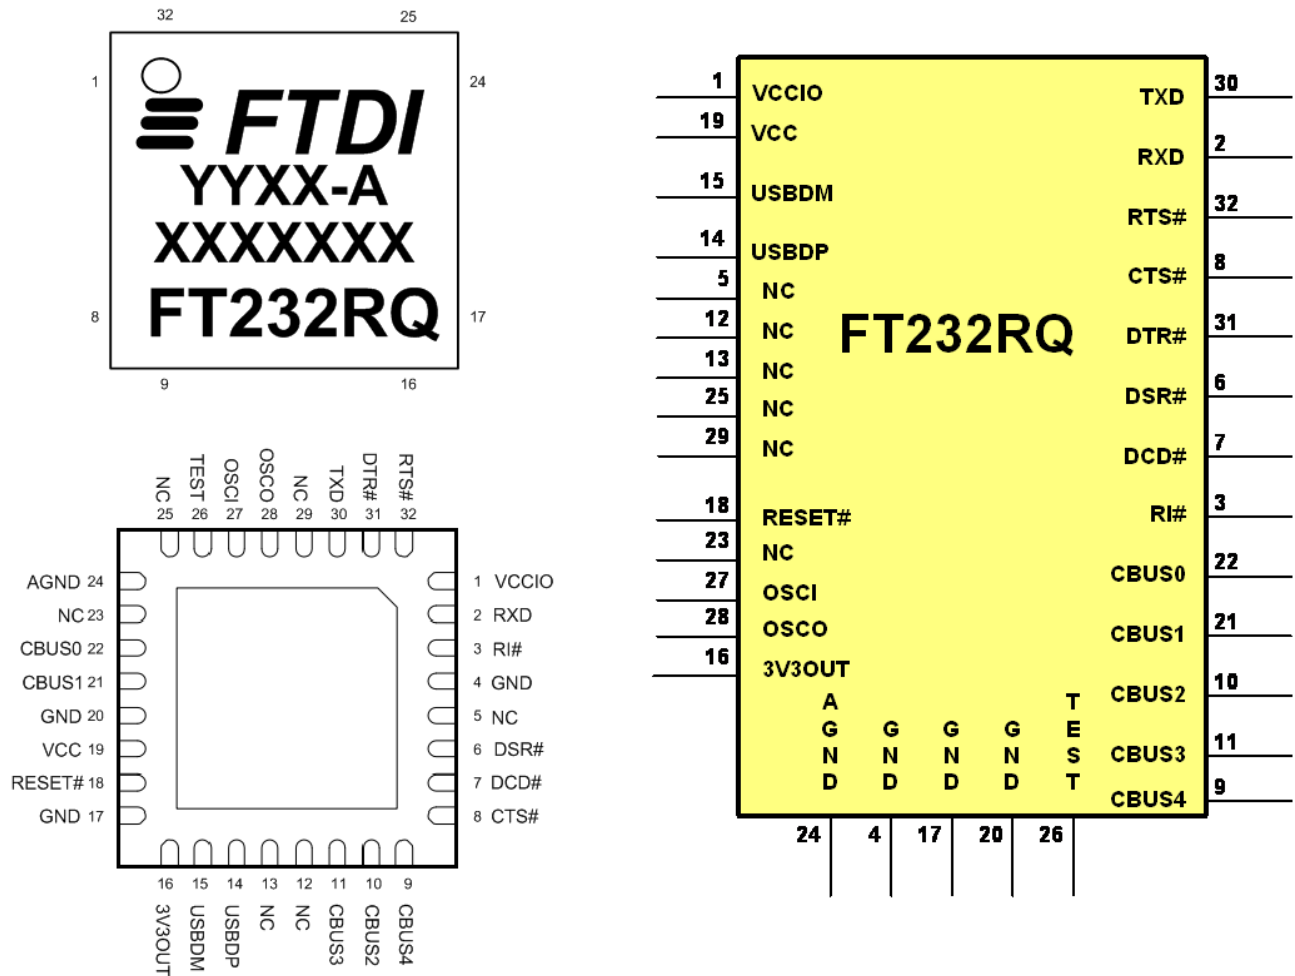 32 25
1 24
FTDI
YYXX-A
XXXXXXX
FT232RQ
8 17
9 16
NC TEST OSCI OSCO NC TXD DTR# RTS#
25 26 27 28 29 30 31 32
AGND 24 1 VCCIO
NC 23 2 RXD
CBUS0 22 3 RI#
CBUS1 21 4 GND
GND 20 5 NC
VCC 19 6 DSR#
RESET# 18 7 DCD#
GND 17 8 CTS#
16 15 14 13 12 11 10 9
3V3OUT USBDM USBDP NC NC CBUS3 CBUS2 CBUS4
1 VCCIO
19 VCC
15 USBDM
14 USBDP
5 NC
12 NC
13 NC
25 NC
29 NC
18 RESET#
23 NC
27 OSCI
28 OSCO
16 3V3OUT
FT232RQ
TXD 30
RXD 2
RTS# 32
CTS# 8
DTR# 31
DSR# 6
DCD# 7
RI# 3
CBUS0 22
CBUS1 21
CBUS2 10
CBUS3 11
CBUS4 9
AGND GND GND GND TEST
24 4 17 20 26